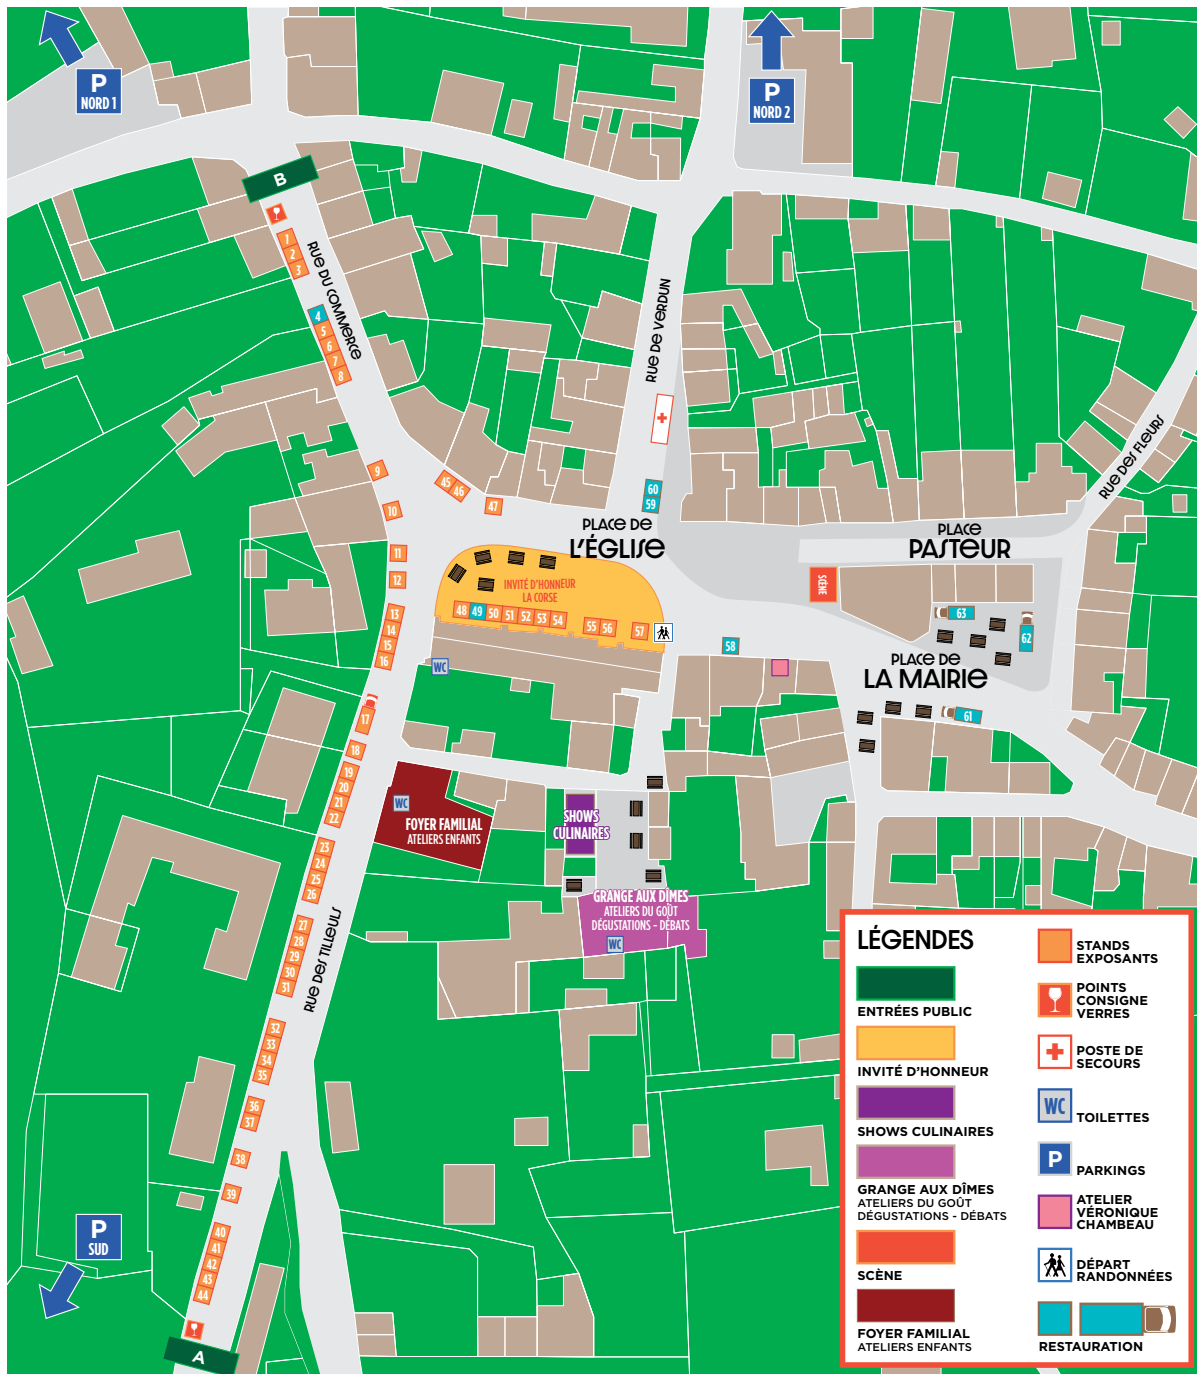 P
NORD 1
P
NORD 2
B
1
2
3
RUE DU COMMERCE
4
5
6
7
8
RUE DE VERDUN
9
10
45
46
47
60
59
RUE DES FLEURS
PLACE DE
L'ÉGLISE
PLACE
PASTEUR
11
12
INVITÉ D'HONNEUR
LA CORSE
SCÈNE
48
49
50
51
52
53
54
55
56
57
58
63
62
13
14
15
16
WC
PLACE DE
LA MAIRIE
61
17
18
19
20
21
22
WC
FOYER FAMILIAL
ATELIERS ENFANTS
SHOWS
CULINAIRES
23
24
25
26
GRANGE AUX DÎMES
ATELIERS DU GOÛT
DÉGUSTATIONS - DÉBATS
WC
27
28
29
30
31
RUE DES TILLEULS
32
33
34
35
36
37
38
39
40
41
42
43
44
P
SUD
A
LÉGENDES
ENTRÉES PUBLIC
INVITÉ D'HONNEUR
SHOWS CULINAIRES
GRANGE AUX DÎMES
ATELIERS DU GOÛT
DÉGUSTATIONS - DÉBATS
SCÈNE
FOYER FAMILIAL
ATELIERS ENFANTS
STANDS
EXPOSANTS
POINTS
CONSIGNE
VERRES
POSTE DE
SECOURS
WC
TOILETTES
P
PARKINGS
ATELIER
VÉRONIQUE
CHAMBEAU
DÉPART
RANDONNÉES
RESTAURATION